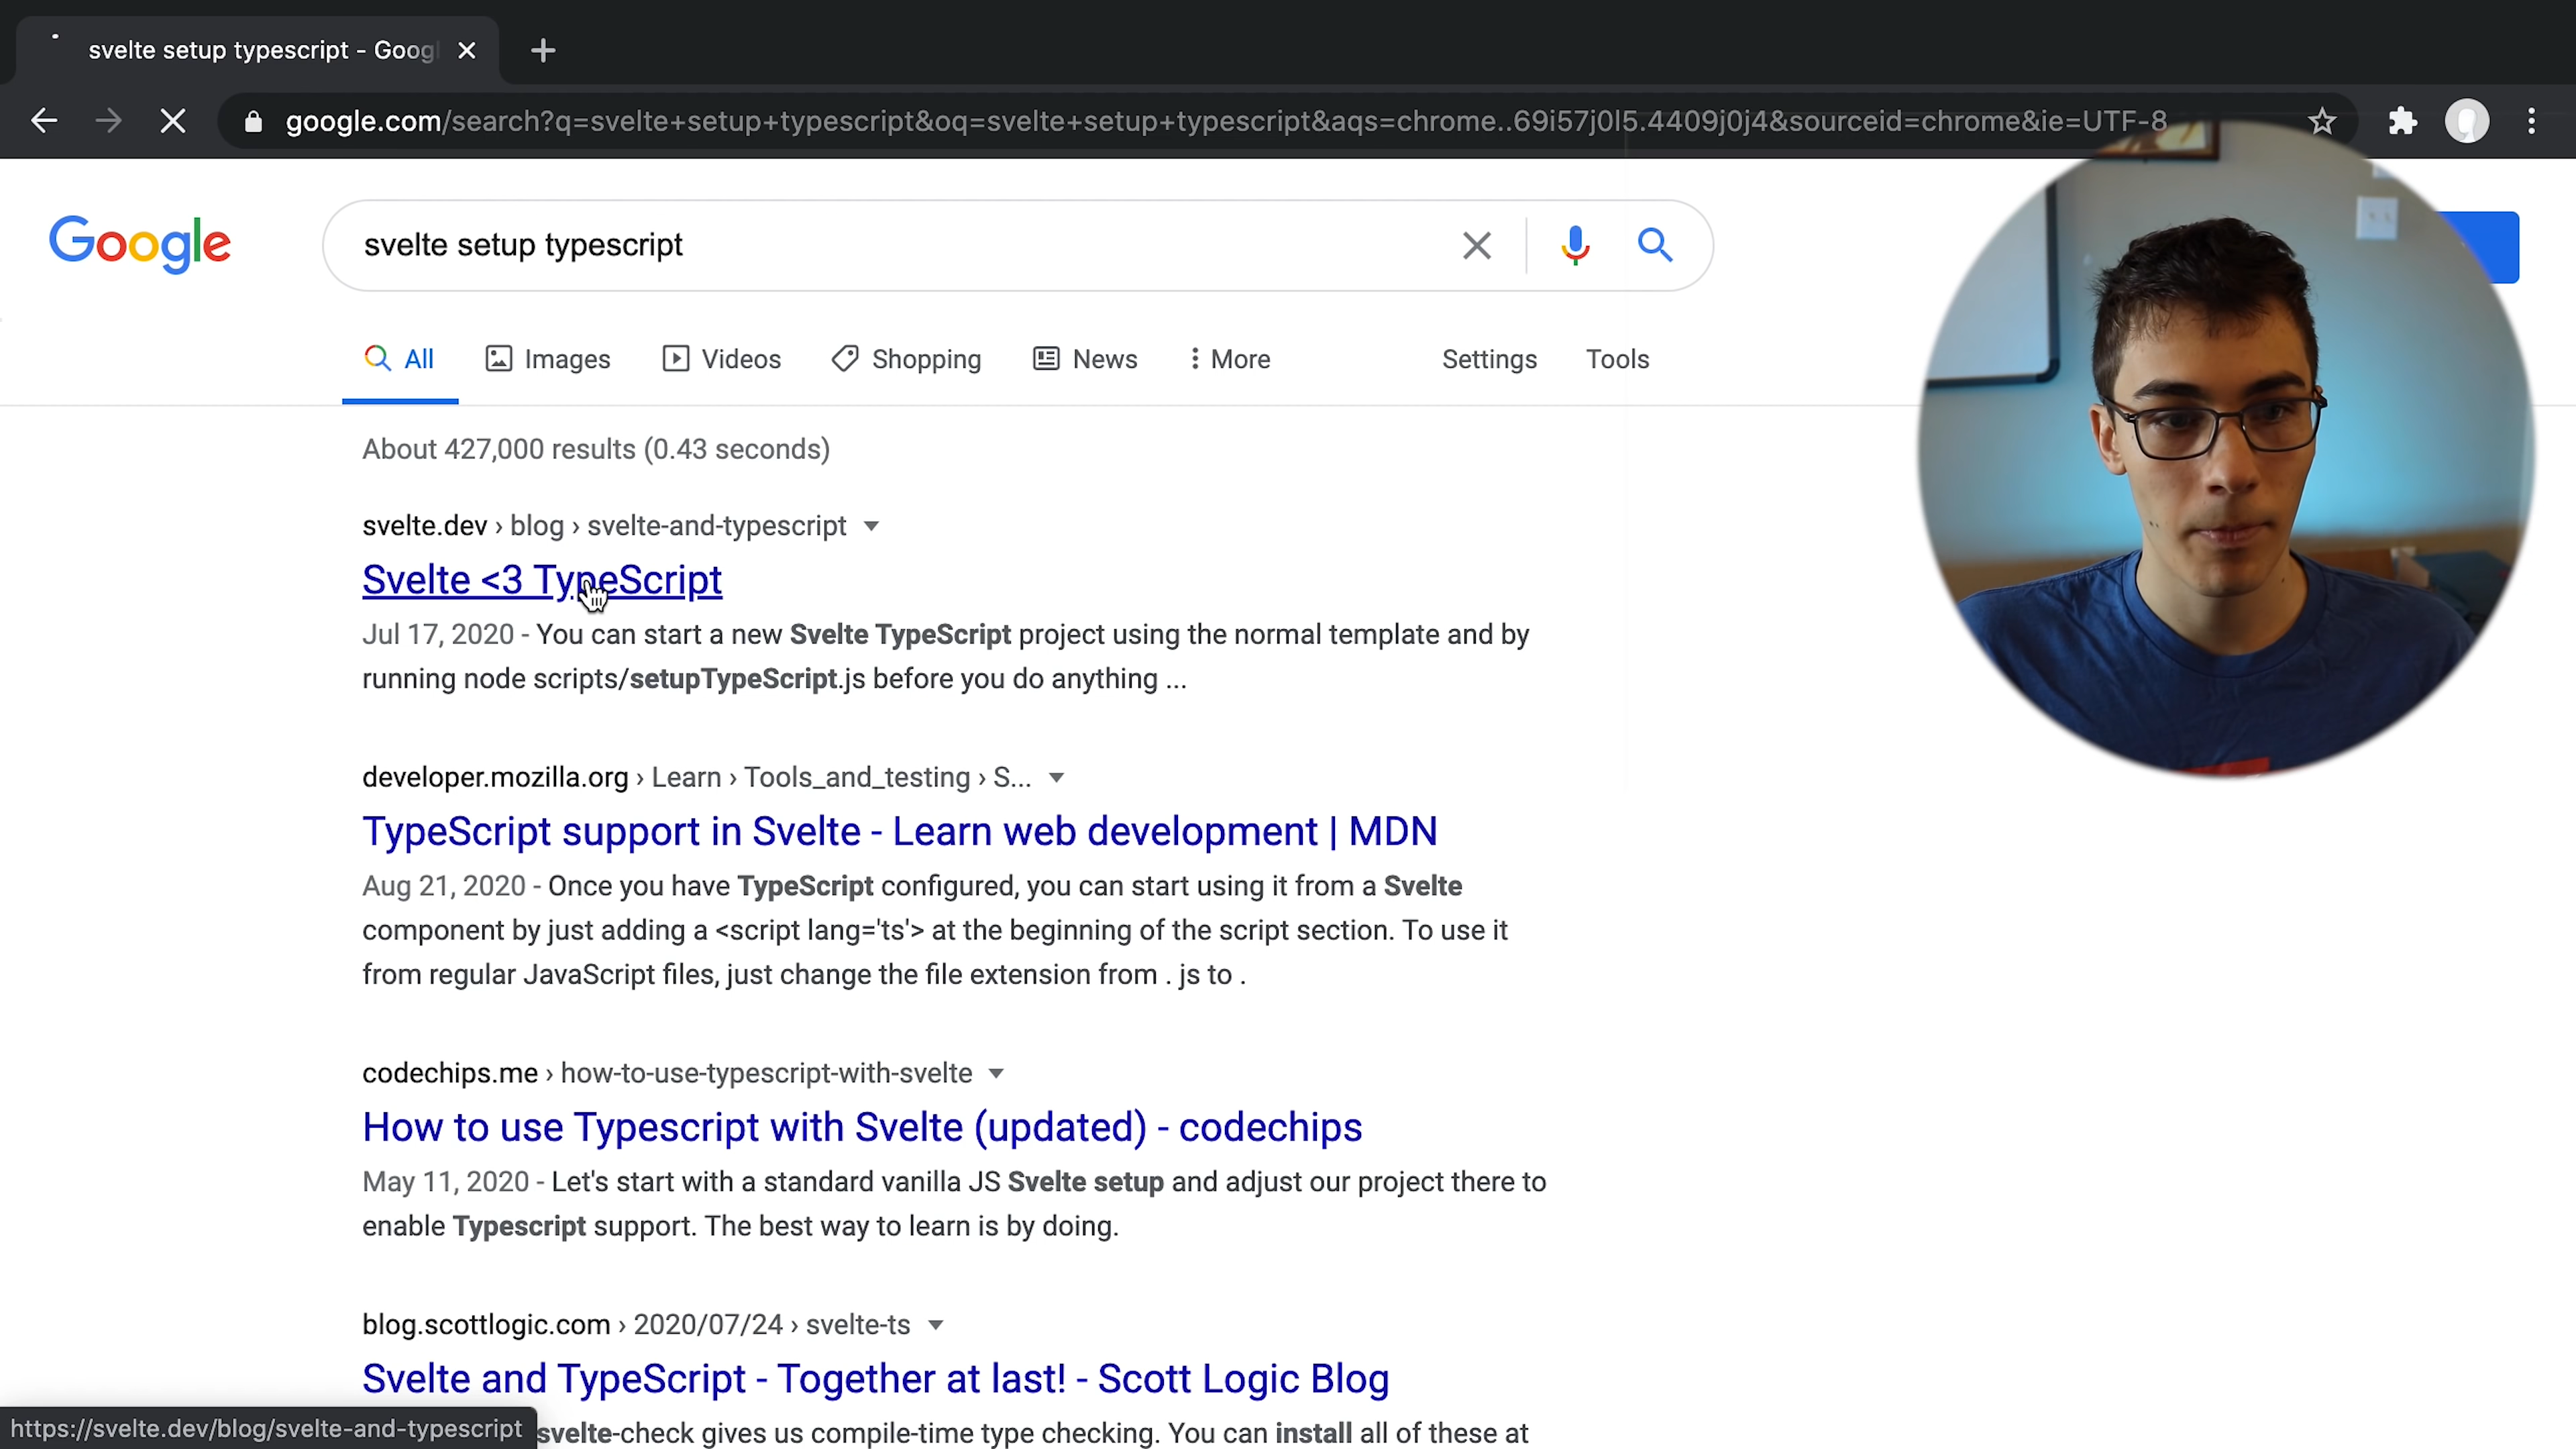 svelte setup typescript - Goog
google.com/search?q=svelte+setup+typescript&oq=svelte+setup+typescript&aqs=chrome..69i57j0l5.4409j0j4&sourceid=chrome&ie=UTF-8
Google
svelte setup typescript
All Images Videos Shopping News More Settings Tools
About 427,000 results (0.43 seconds)
svelte.dev › blog › svelte-and-typescript
Svelte <3 TypeScript
Jul 17, 2020 - You can start a new Svelte TypeScript project using the normal template and by
running node scripts/setupTypeScript.js before you do anything ...
developer.mozilla.org › Learn › Tools_and_testing › S...
TypeScript support in Svelte - Learn web development | MDN
Aug 21, 2020 - Once you have TypeScript configured, you can start using it from a Svelte
component by just adding a <script lang='ts'> at the beginning of the script section. To use it
from regular JavaScript files, just change the file extension from . js to .
codechips.me › how-to-use-typescript-with-svelte
How to use Typescript with Svelte (updated) - codechips
May 11, 2020 - Let's start with a standard vanilla JS Svelte setup and adjust our project there to
enable Typescript support. The best way to learn is by doing.
blog.scottlogic.com › 2020/07/24 › svelte-ts
Svelte and TypeScript - Together at last! - Scott Logic Blog
svelte-check gives us compile-time type checking. You can install all of these at
https://svelte.dev/blog/svelte-and-typescript